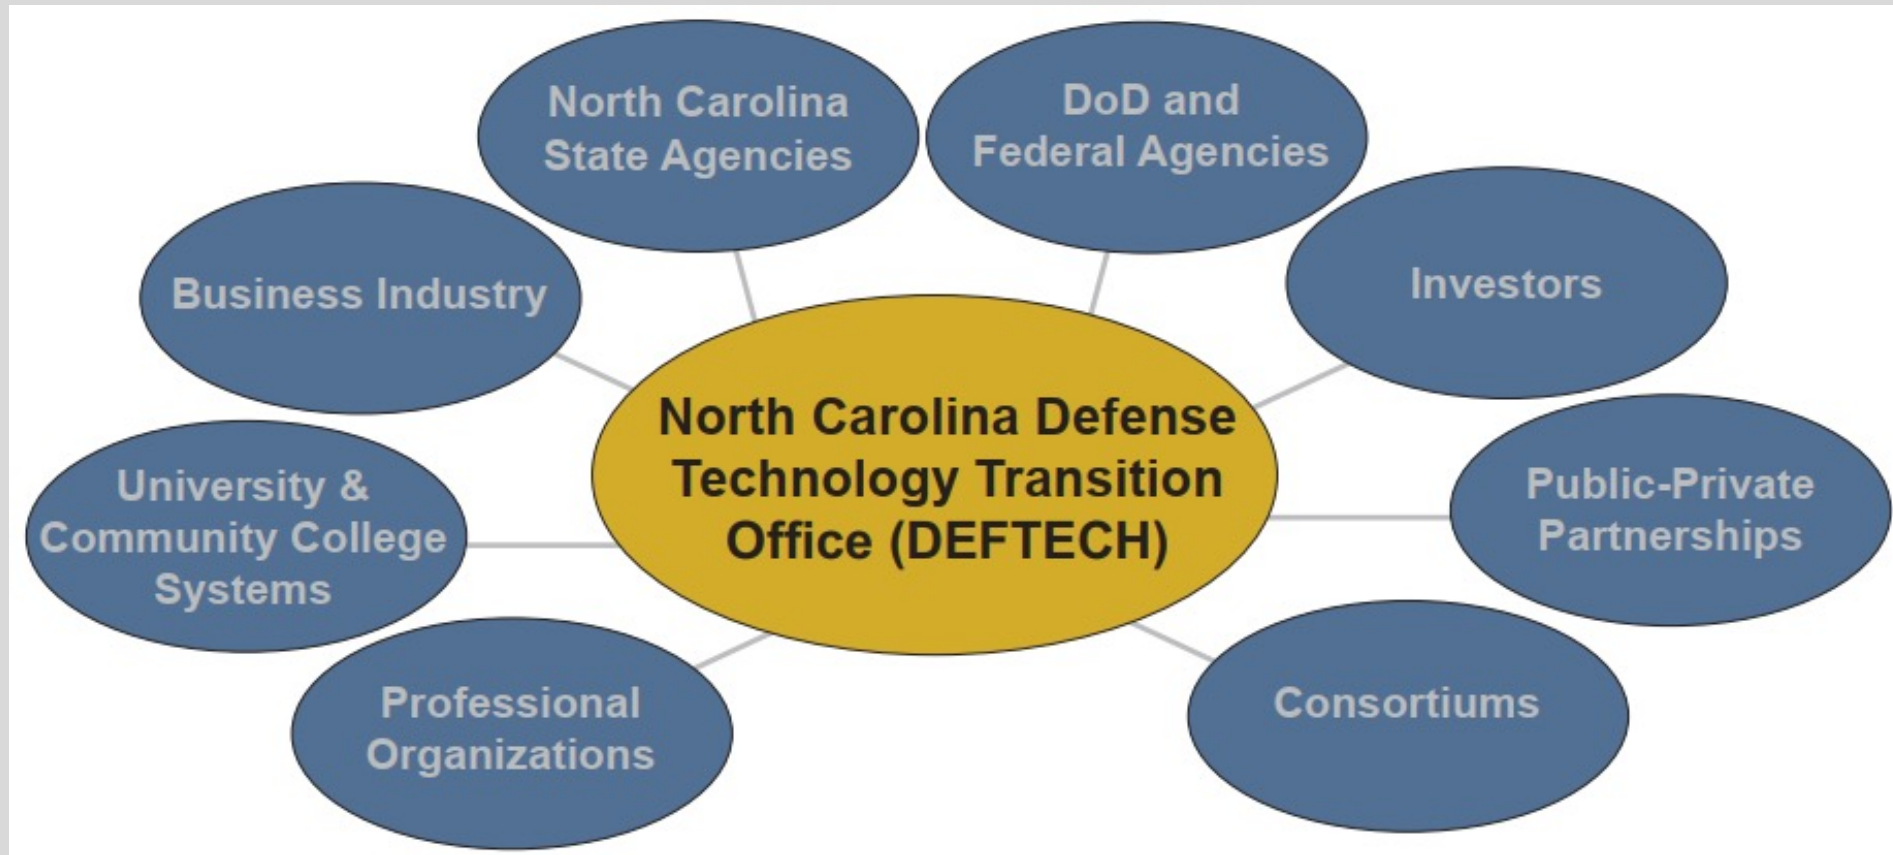 North Carolina
State Agencies
DoD and
Federal Agencies
Business Industry
Investors
North Carolina Defense
Technology Transition
Office (DEFTECH)
University &
Community College
Systems
Public-Private
Partnerships
Professional
Organizations
Consortiums